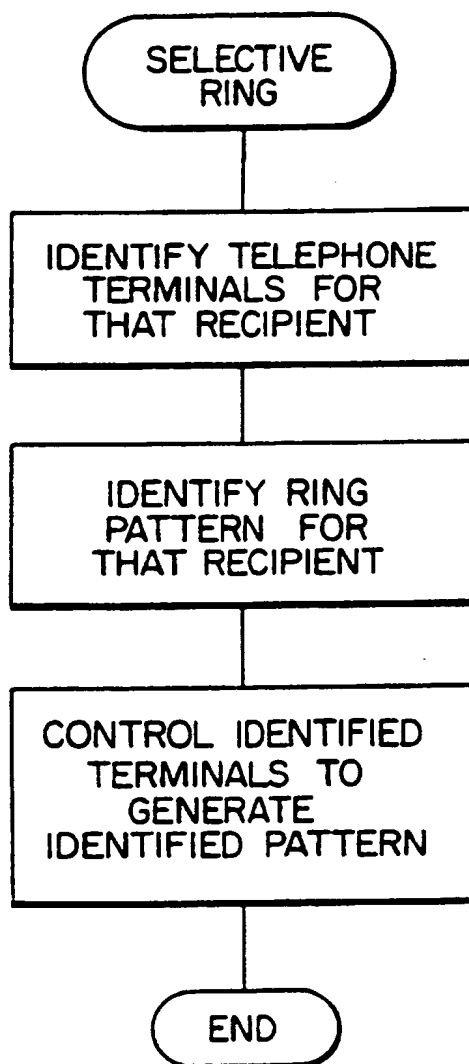 SELECTIVE
RING
IDENTIFY TELEPHONE
TERMINALS FOR
THAT RECIPIENT
IDENTIFY RING
PATTERN FOR
THAT RECIPIENT
CONTROL IDENTIFIED
TERMINALS TO
GENERATE
IDENTIFIED PATTERN
END